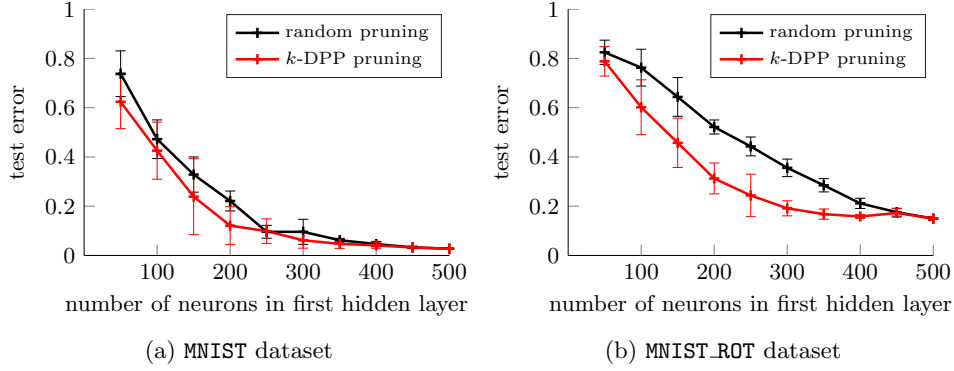 1
0.8
0.6
0.4
0.2
0
test error
random pruning
k-DPP pruning
100 200 300 400 500
number of neurons in first hidden layer
(a) MNIST dataset
1
0.8
0.6
0.4
0.2
0
test error
random pruning
k-DPP pruning
100 200 300 400 500
number of neurons in first hidden layer
(b) MNIST_ROT dataset